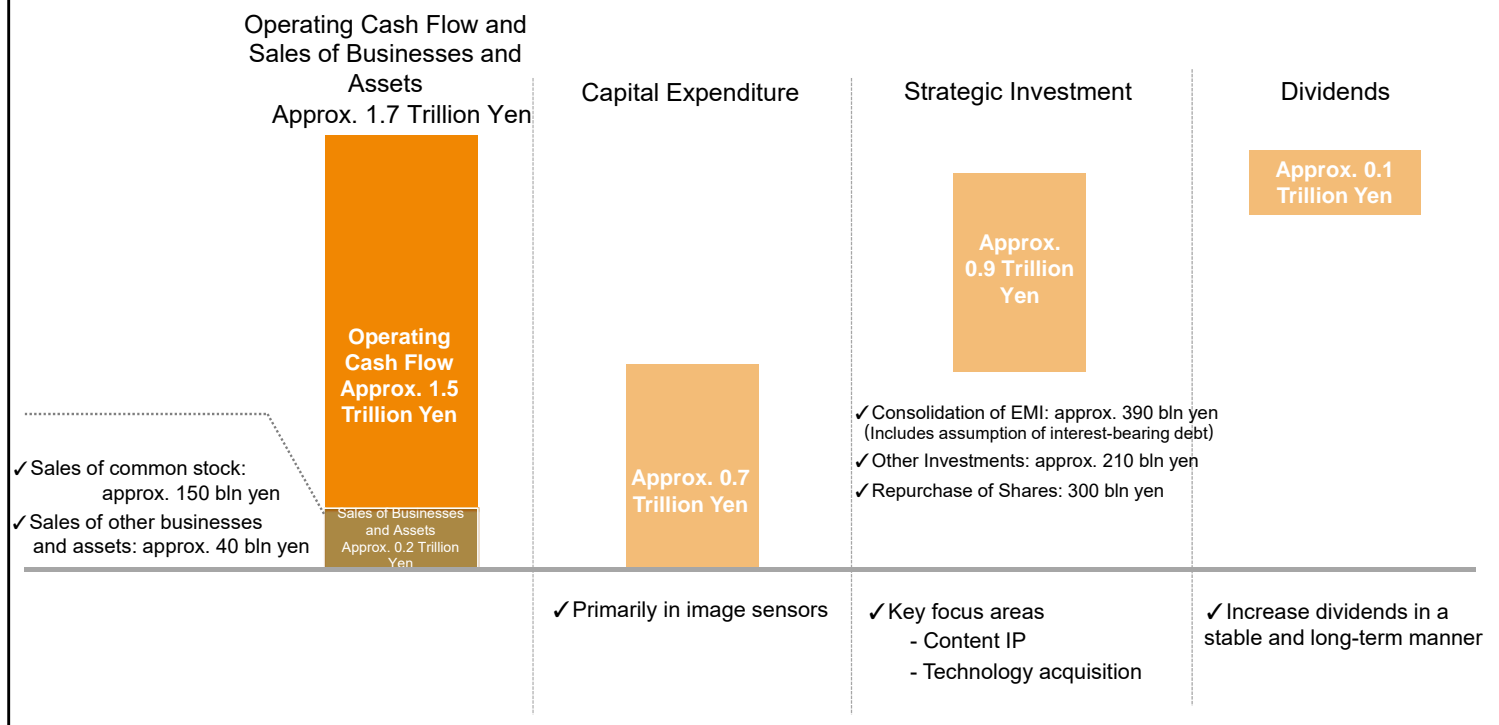 Operating Cash Flow and
Sales of Businesses and
Assets
Approx. 1.7 Trillion Yen
Capital Expenditure
Strategic Investment
Dividends
Approx. 0.1
Trillion Yen
Approx.
0.9 Trillion
Yen
Operating
Cash Flow
Approx. 1.5
Trillion Yen
✓Consolidation of EMI: approx. 390 bln yen
(Includes assumption of interest-bearing debt)
✓Other Investments: approx. 210 bln yen
✓Repurchase of Shares: 300 bln yen
✓Sales of common stock:
approx. 150 bln yen
✓Sales of other businesses
and assets: approx. 40 bln yen
Approx. 0.7
Trillion Yen
Sales of Businesses
and Assets
Approx. 0.2 Trillion
Yen
✓Primarily in image sensors
✓Key focus areas
- Content IP
- Technology acquisition
✓Increase dividends in a
stable and long-term manner